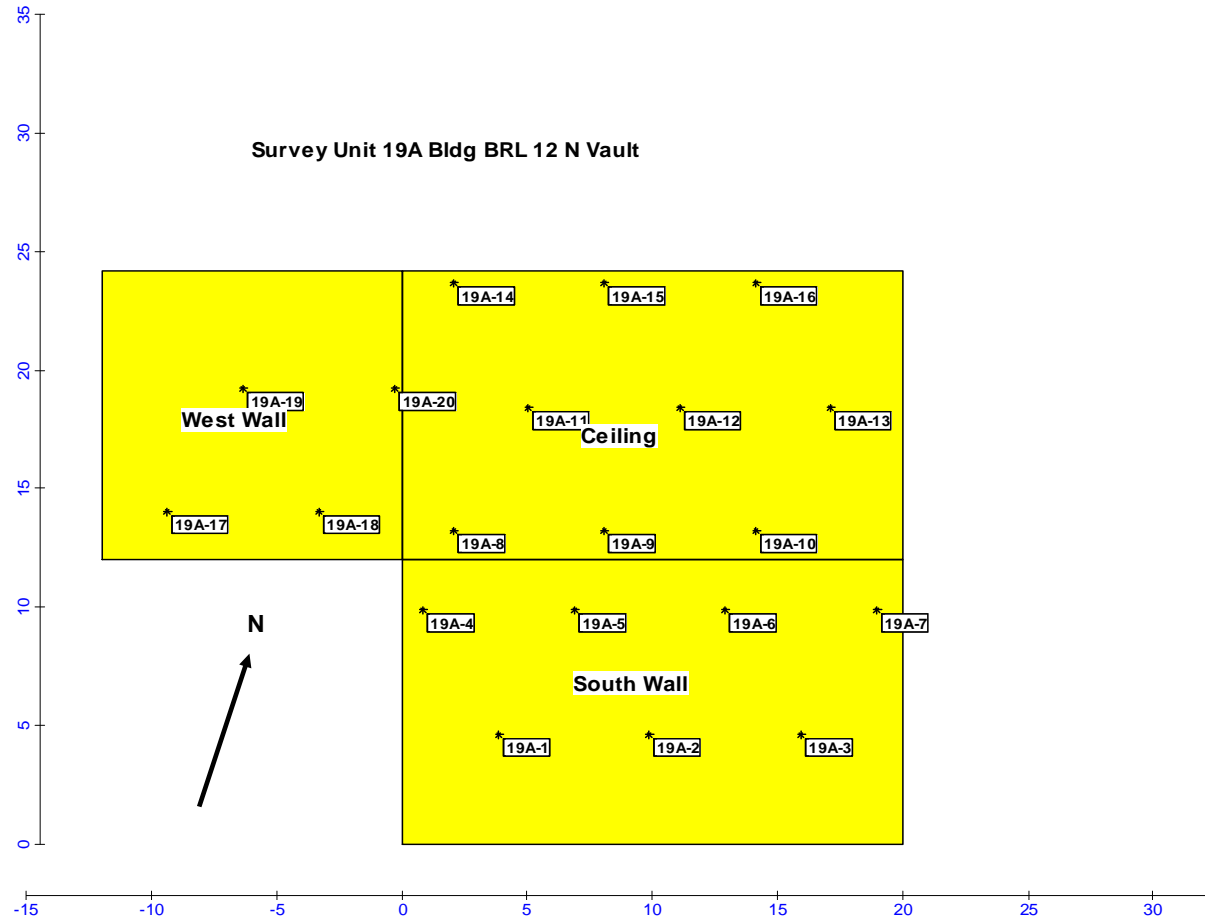 35
30
Survey Unit 19A Bldg BRL 12 N Vault
25
19A-14
19A-15
16
19A-16
20
19A-19
19A-20
19A-11
19A-12
19A-13
West Wall
Ceiling
15
19A-17
19A-18
19A-8
19A-9
19A-10
10
19A-4
19A-5
19A-6
19A-7
N
South Wall
5
19A-1
19A-2
19A-3
0
-15
-10
-5
0
5
10
15
20
25
30